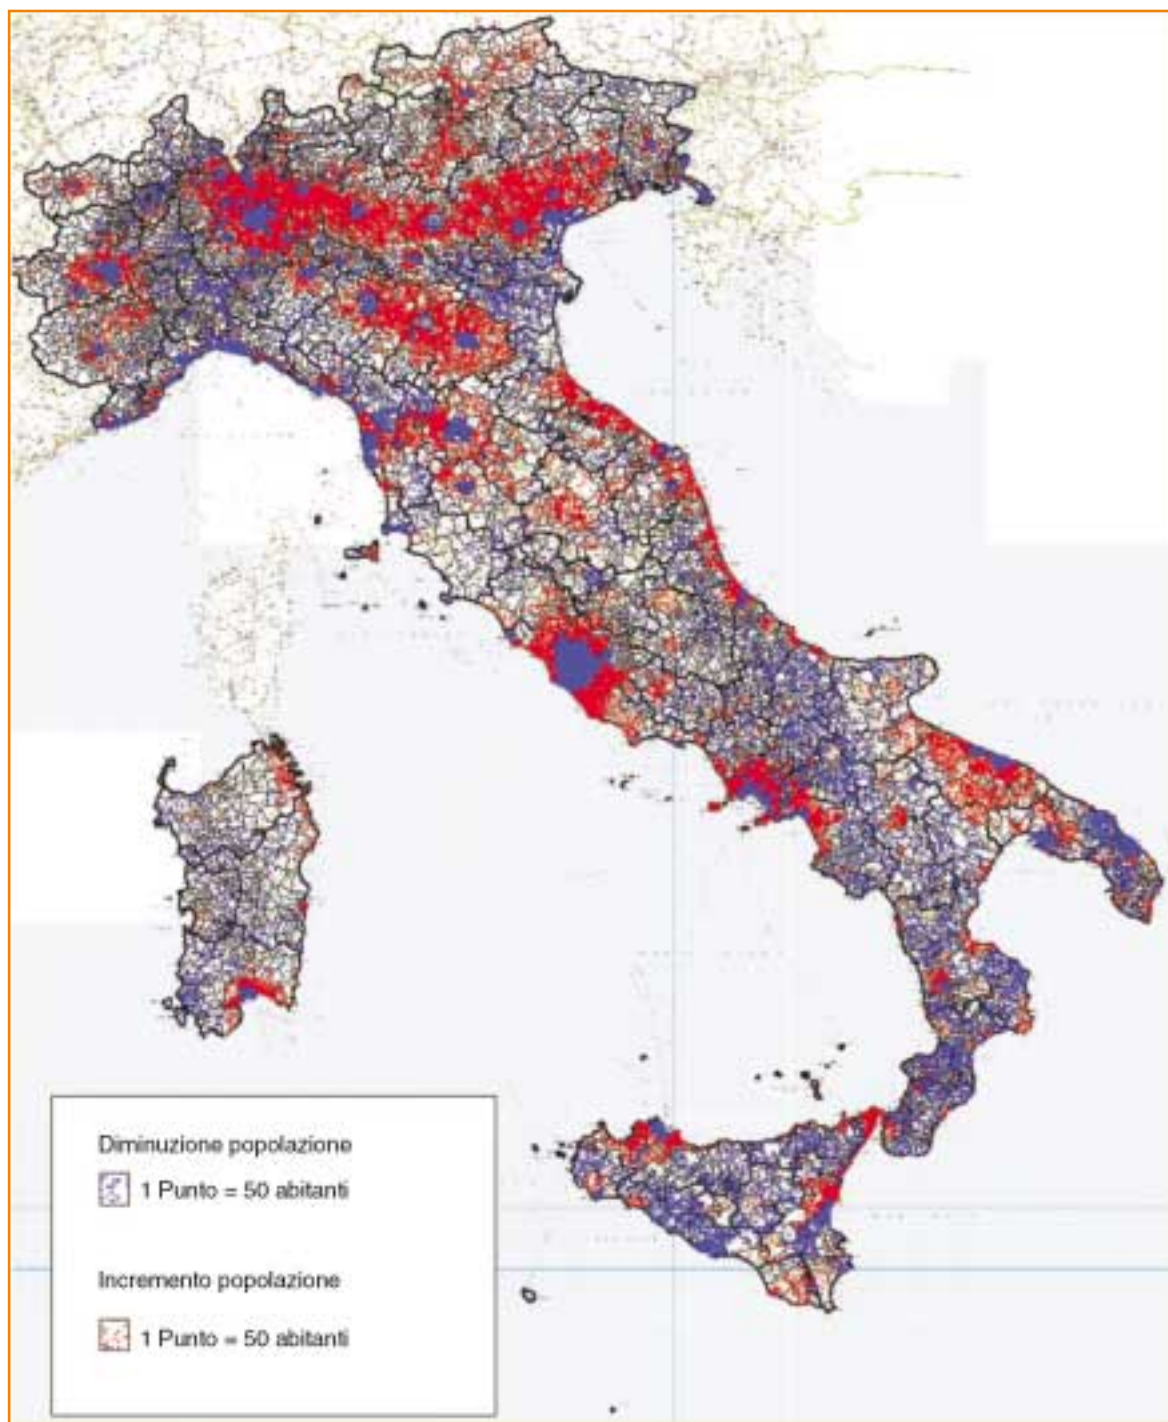 Diminuzione popolazione
1 Punto = 50 abitanti
Incremento popolazione
1 Punto = 50 abitanti